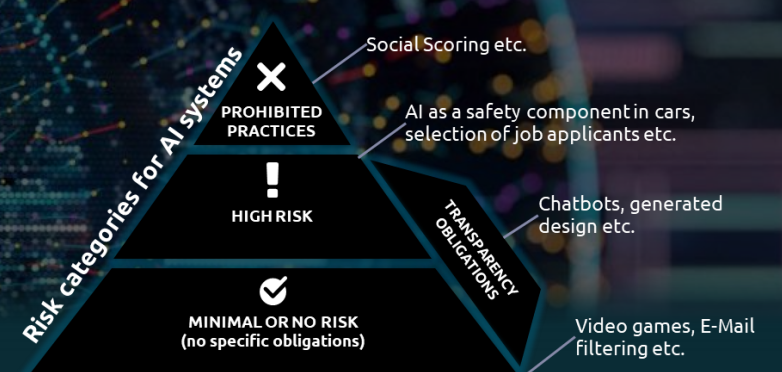 Risk categories for AI systems
PROHIBITED
PRACTICES
Social Scoring etc.
HIGH RISK
AI as a safety component in cars,
selection of job applicants etc.
TRANSPARENCY
OBLIGATIONS
Chatbots, generated
design etc.
MINIMAL OR NO RISK
(no specific obligations)
Video games, E-Mail
filtering etc.